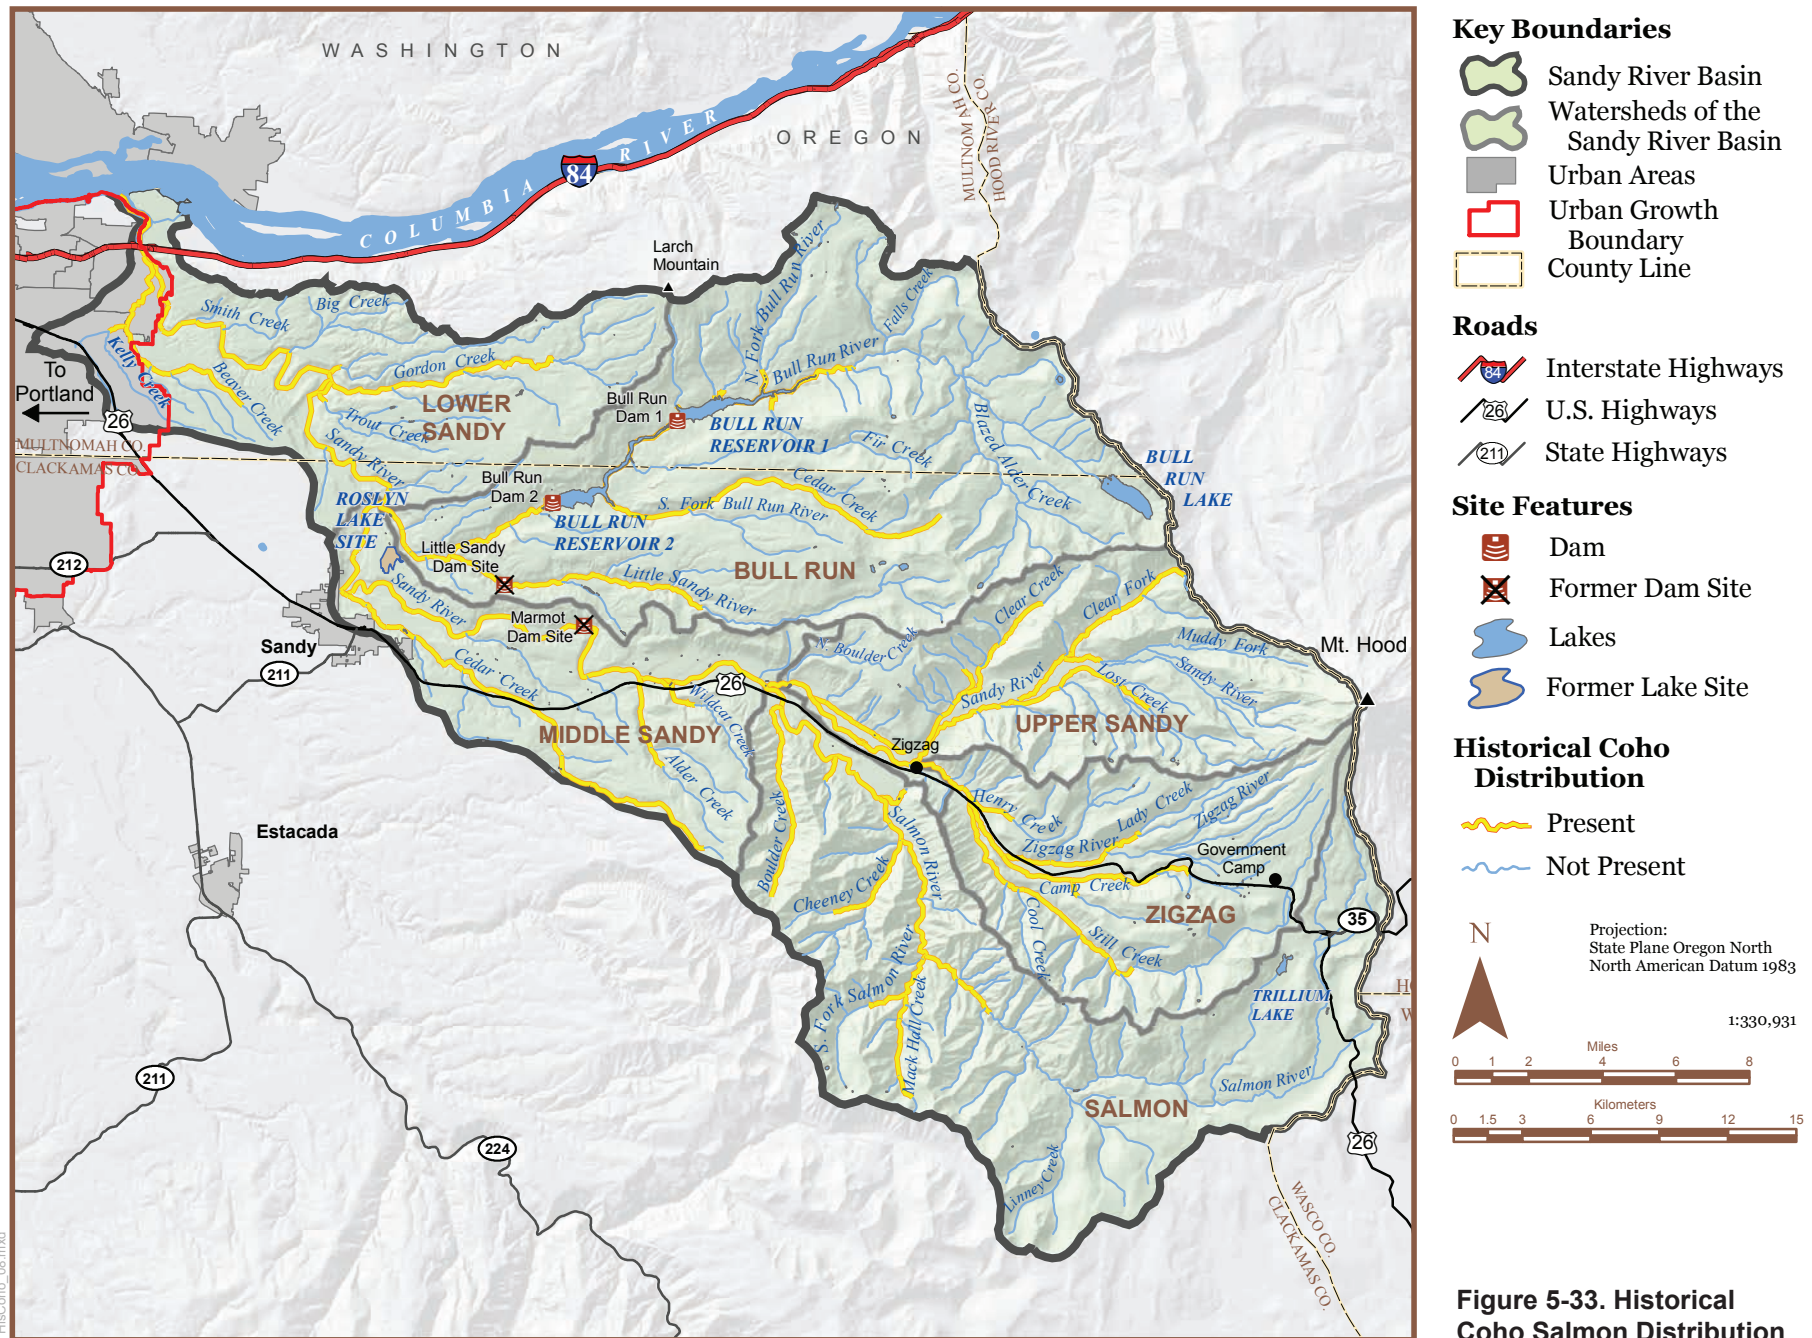 WASHINGTON
OREGON
COLUMBIA RIVER
84
MULTNOMAH CO.
HOOD RIVER CO.
Larch
Mountain
N. Fork Bull Run River
Falls Creek
Smith Creek
Big Creek
Kelly Creek
Beaver Creek
Gordon Creek
Trout Creek
Sandy River
LOWER
SANDY
To
Portland
26
MULTNOMAH CO.
CLACKAMAS CO.
Bull Run
Dam 1
Bull Run River
BULL RUN
RESERVOIR 1
Fir Creek
Blazed Alder Creek
BULL
RUN
LAKE
Bull Run
Dam 2
BULL RUN
RESERVOIR 2
S. Fork Bull Run River
Cedar Creek
ROSLYN
LAKE
SITE
Little Sandy
Dam Site
Little Sandy River
BULL RUN
212
Sandy River
Marmot
Dam Site
Sandy
211
Cedar Creek
Clear Creek
Clear Fork
N. Boulder Creek
Muddy Fork
Mt. Hood
Sandy River
Lost Creek
Sandy River
UPPER SANDY
26
Wildcat Creek
MIDDLE SANDY
Alder Creek
Zigzag
Boulder Creek
Salmon River
Cheeney Creek
Henry Creek
Lady Creek
Zigzag River
Zigzag River
Government
Camp
Camp Creek
Cool Creek
Still Creek
ZIGZAG
35
Estacada
S. Fork Salmon River
Mack Hall Creek
TRILLIUM
LAKE
Salmon River
SALMON
Linney Creek
211
224
26
WASCO CO.
CLACKAMAS CO.
Key Boundaries
Sandy River Basin
Watersheds of the
Sandy River Basin
Urban Areas
Urban Growth
Boundary
County Line
Roads
84
Interstate Highways
26
U.S. Highways
211
State Highways
Site Features
Dam
Former Dam Site
Lakes
Former Lake Site
Historical Coho
Distribution
Present
Not Present
N
Projection:
State Plane Oregon North
North American Datum 1983
1:330,931
Miles
0 1 2 4 6 8
Kilometers
0 1.5 3 6 9 12 15
Figure 5-33. Historical
Coho Salmon Distribution